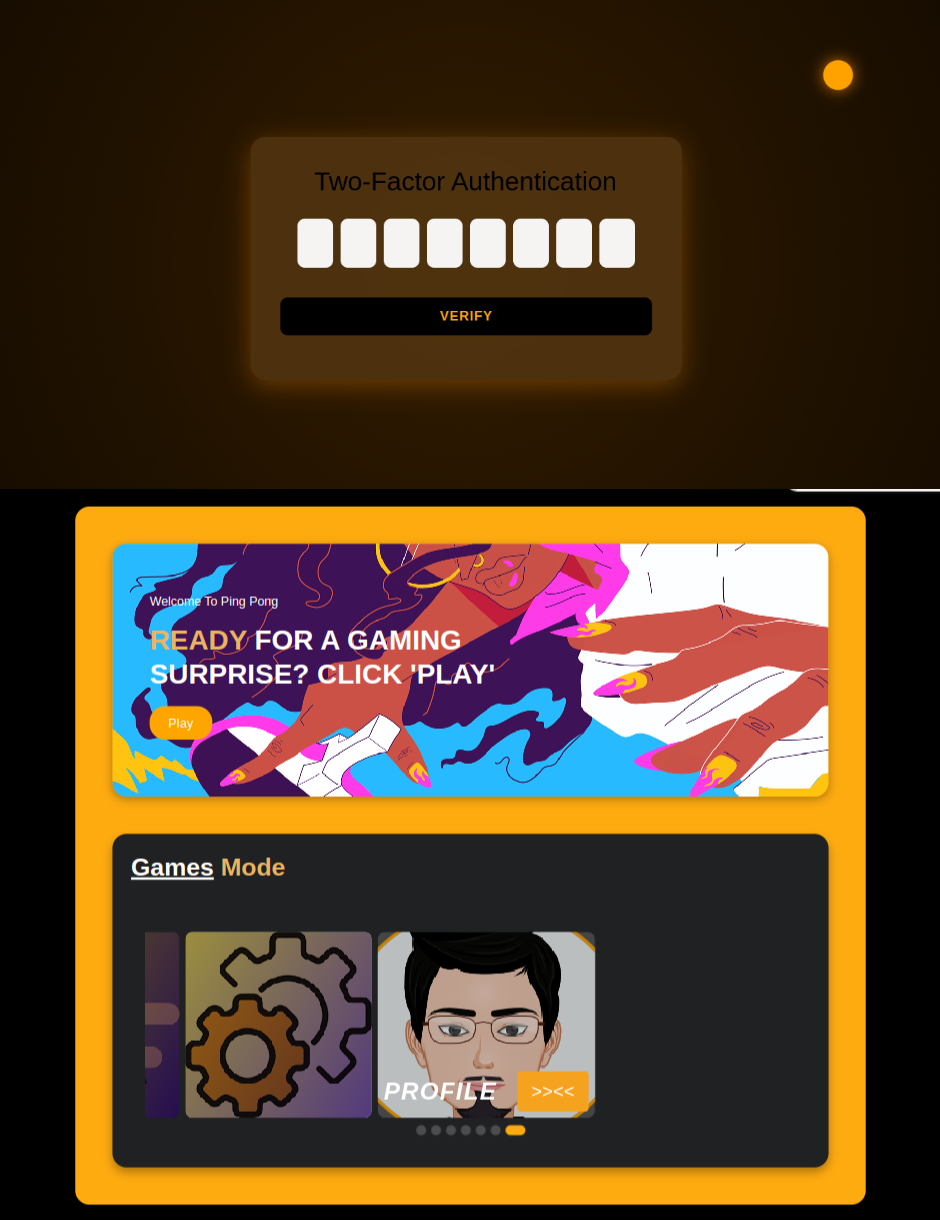 Two-Factor Authentication
VERIFY
Welcome To Ping Pong
READY FOR A GAMING
SURPRISE? CLICK 'PLAY'
Play
Games Mode
PROFILE
>><<